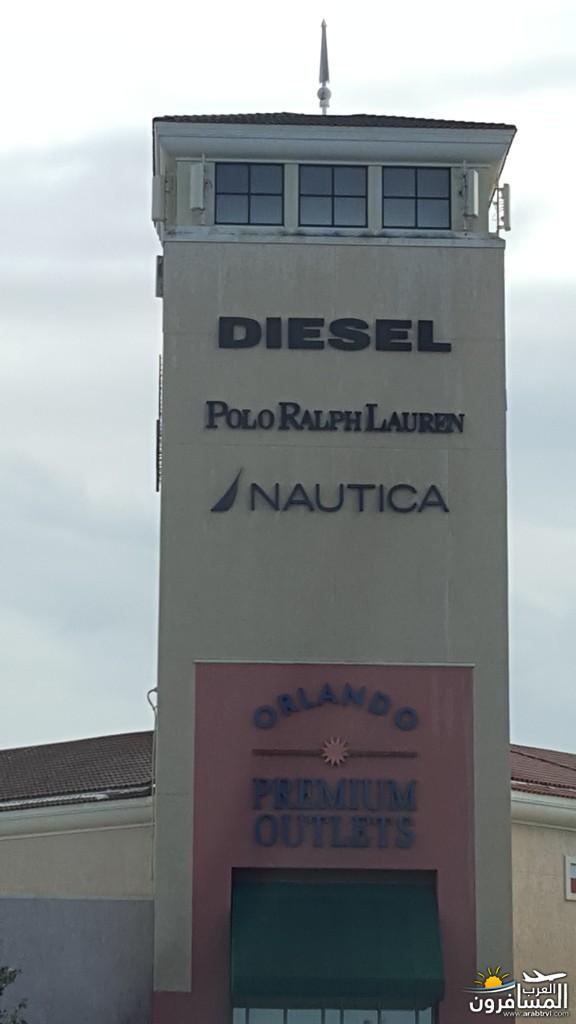 DIESEL
POLO RALPH LAUREN
NAUTICA
ORLANDO
PREMIUM
OUTLETS
العرب
المسافرون
www.arabtrvl.com